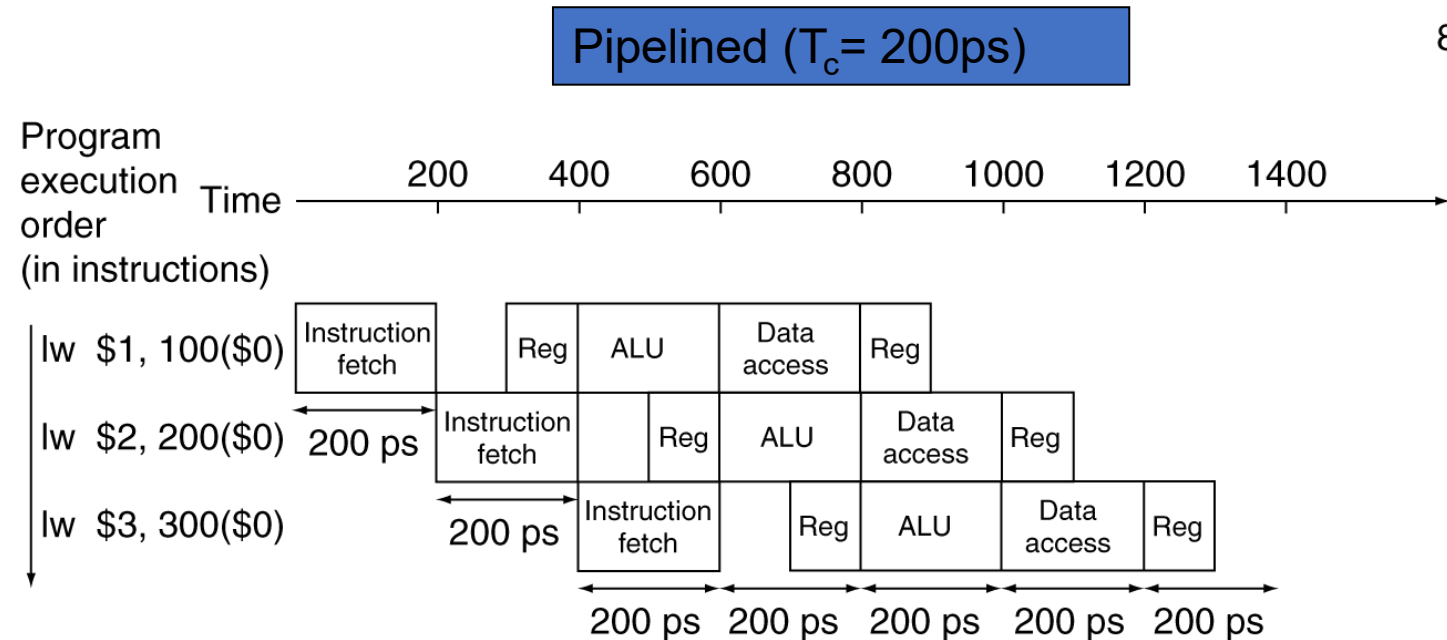 Pipelined (Tc= 200ps)
8
Program
execution
order
(in instructions)
Time
200 400 600 800 1000 1200 1400
lw $1, 100($0)
Instruction
fetch
Reg
ALU
Data
access
Reg
200 ps
lw $2, 200($0)
Instruction
fetch
Reg
ALU
Data
access
Reg
200 ps
lw $3, 300($0)
Instruction
fetch
Reg
ALU
Data
access
Reg
200 ps 200 ps 200 ps 200 ps 200 ps